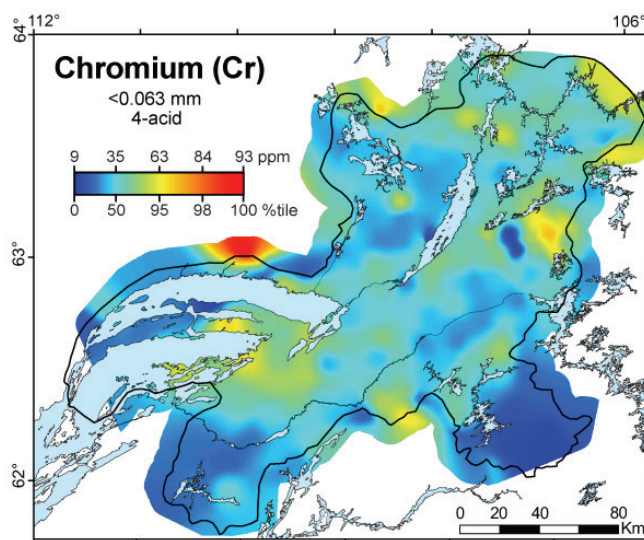 112° 106°
64°
Chromium (Cr)
<0.063 mm
4-acid
9 35 63 84 93 ppm
0 50 95 98 100 %tile
63°
62°
0 20 40 60 80
Km